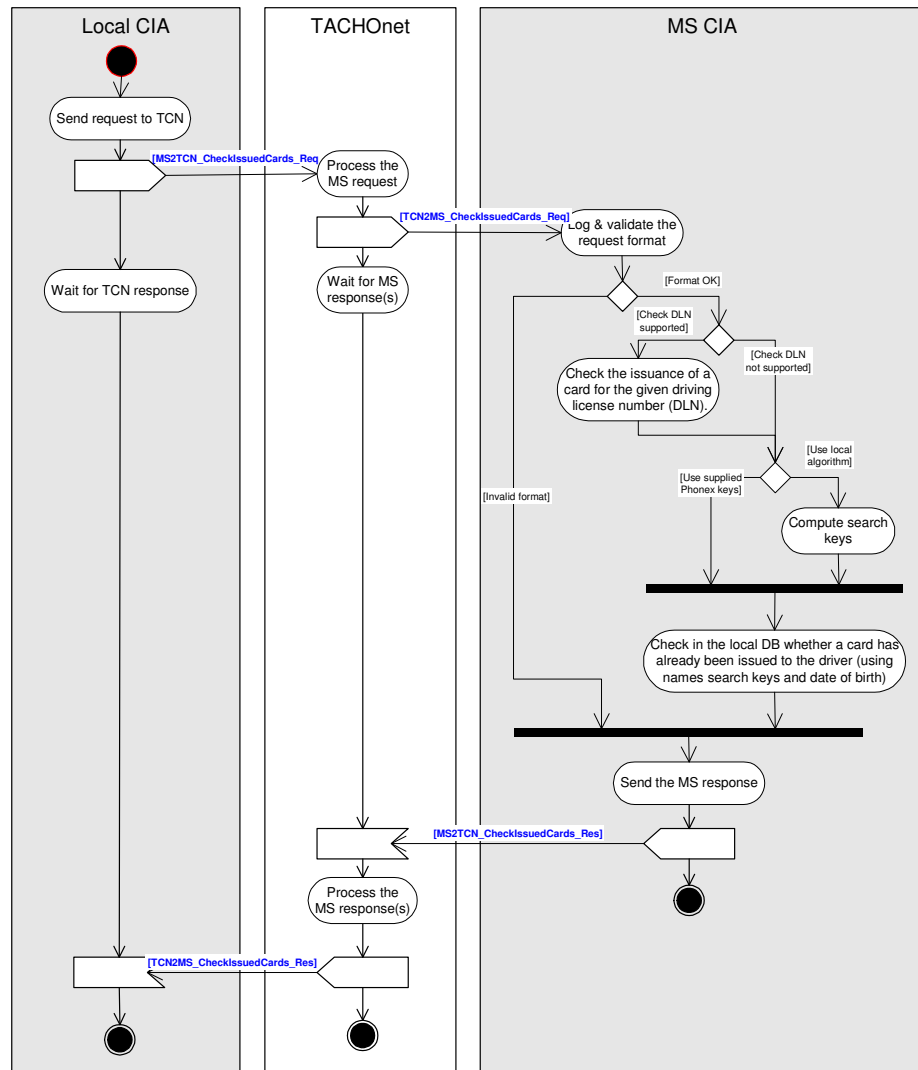 Local CIA
TACHOnet
MS CIA
Send request to TCN
[MS2TCN_CheckIssuedCards_Req
Process the
MS request
[TCN2MS_CheckIssuedCards_Req]
Log & validate the
request format
Wait for TCN response
Wait for MS
response(s)
[Format OK]
[Check DLN
supported]
[Check DLN
not supported]
Check the issuance of a
card for the given driving
license number (DLN).
[Use local
algorithm]
[Use supplied
Phonex keys]
[Invalid format]
Compute search
keys
Check in the local DB whether a card has
already been issued to the driver (using
names search keys and date of birth)
Send the MS response
[MS2TCN_CheckIssuedCards_Res]
Process the
MS response(s)
[TCN2MS_CheckIssuedCards_Res]